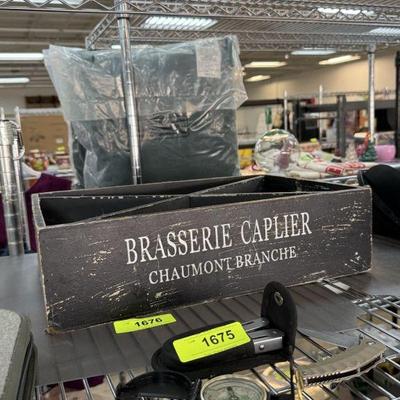 BRASSERIE CAPLIER
CHAUMONT BRANCHE
1676
1675